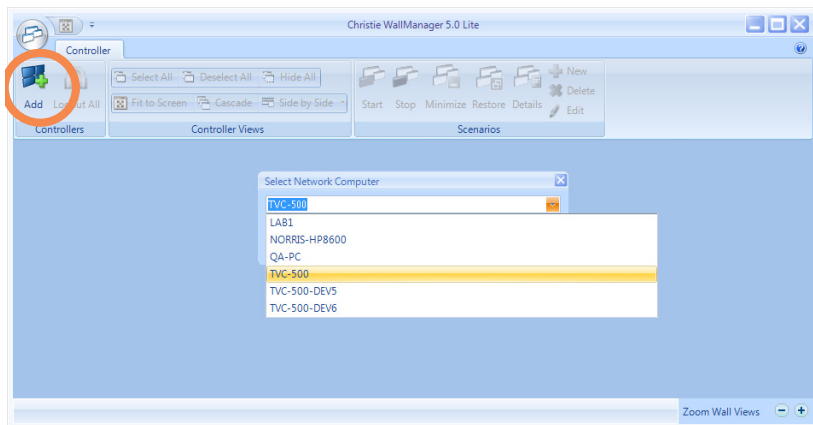 Christie WallManager 5.0 Lite
Controller
Select All Deselect All Hide All
New
Delete
Add Logout All
Fit to Screen Cascade Side by Side
Start Stop Minimize Restore Details
Edit
Controllers
Controller Views
Scenarios
Select Network Computer
TVC-500
LAB1
NORRIS-HP8600
QA-PC
TVC-500
TVC-500-DEV5
TVC-500-DEV6
Zoom Wall Views